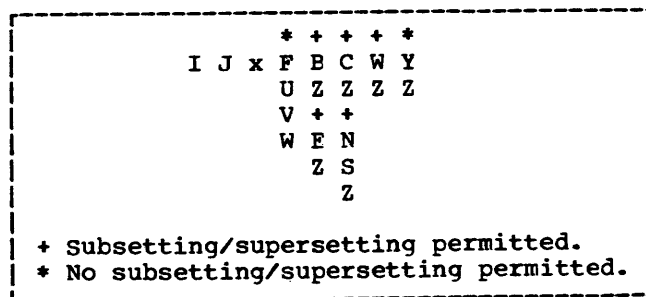 * + + + *
I J x F B C W Y
U Z Z Z Z
V + +
W E N
Z S
Z
+ Subsetting/supersetting permitted.
* No subsetting/supersetting permitted.